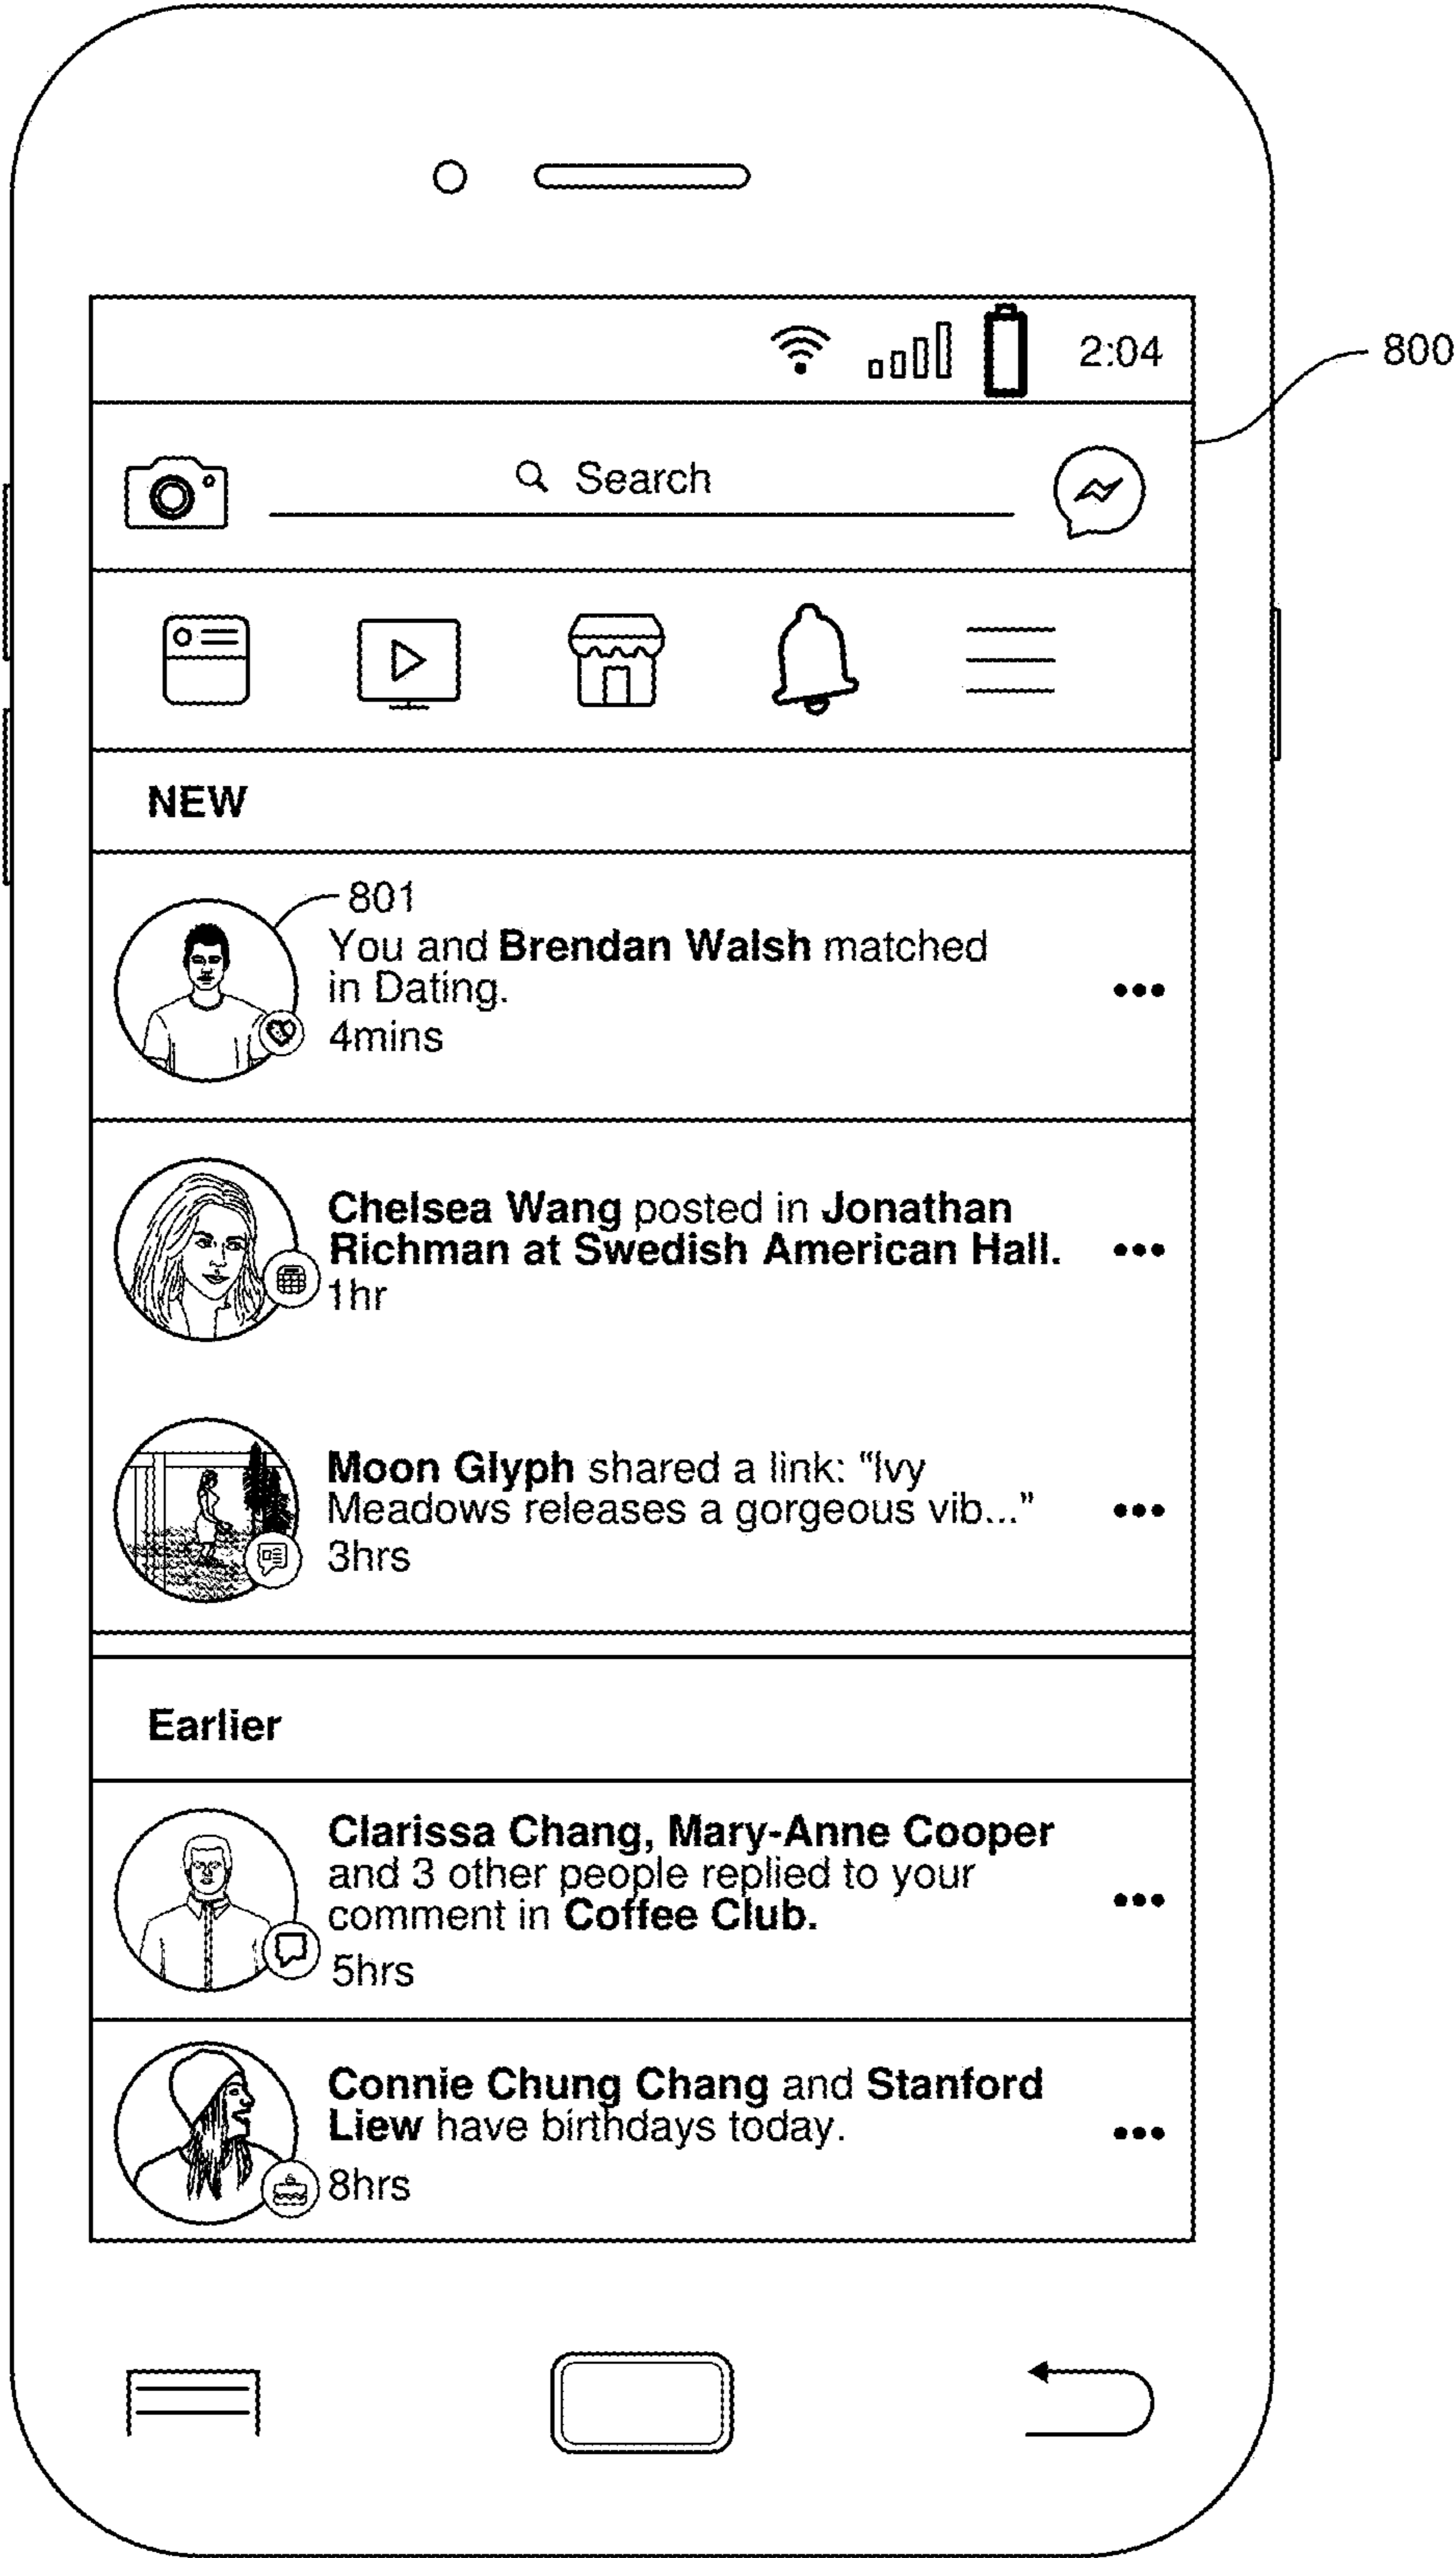 2:04
800
Search
NEW
801
You and Brendan Walsh matched
in Dating.
4mins
Chelsea Wang posted in Jonathan
Richman at Swedish American Hall.
1hr
Moon Glyph shared a link: “Ivy
Meadows releases a gorgeous vib...”
3hrs
Earlier
Clarissa Chang, Mary-Anne Cooper
and 3 other people replied to your
comment in Coffee Club.
5hrs
Connie Chung Chang and Stanford
Liew have birthdays today.
8hrs